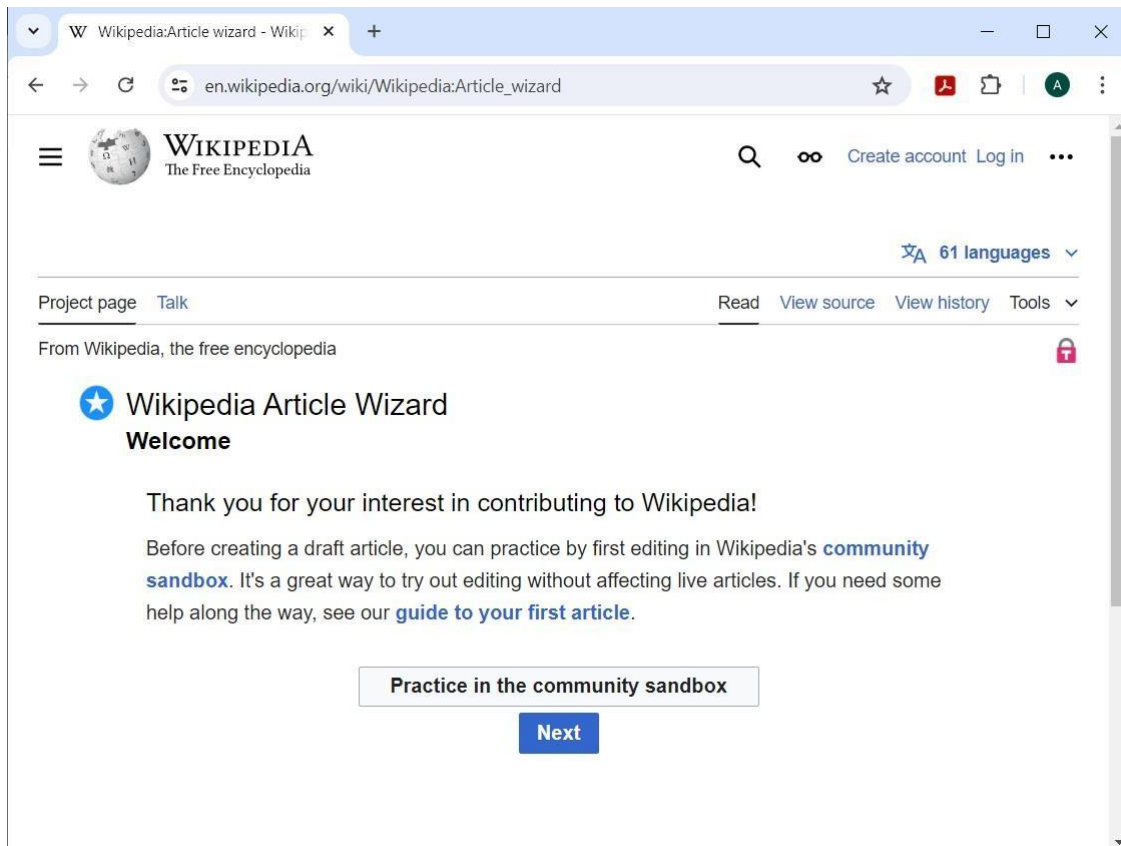 Wikipedia:Article wizard - Wikip
en.wikipedia.org/wiki/Wikipedia:Article_wizard
A
WIKIPEDIA
The Free Encyclopedia
Create account Log in
61 languages
Project page Talk Read View source View history Tools
From Wikipedia, the free encyclopedia
Wikipedia Article Wizard
Welcome
Thank you for your interest in contributing to Wikipedia!
Before creating a draft article, you can practice by first editing in Wikipedia's community
sandbox. It's a great way to try out editing without affecting live articles. If you need some
help along the way, see our guide to your first article.
Practice in the community sandbox
Next